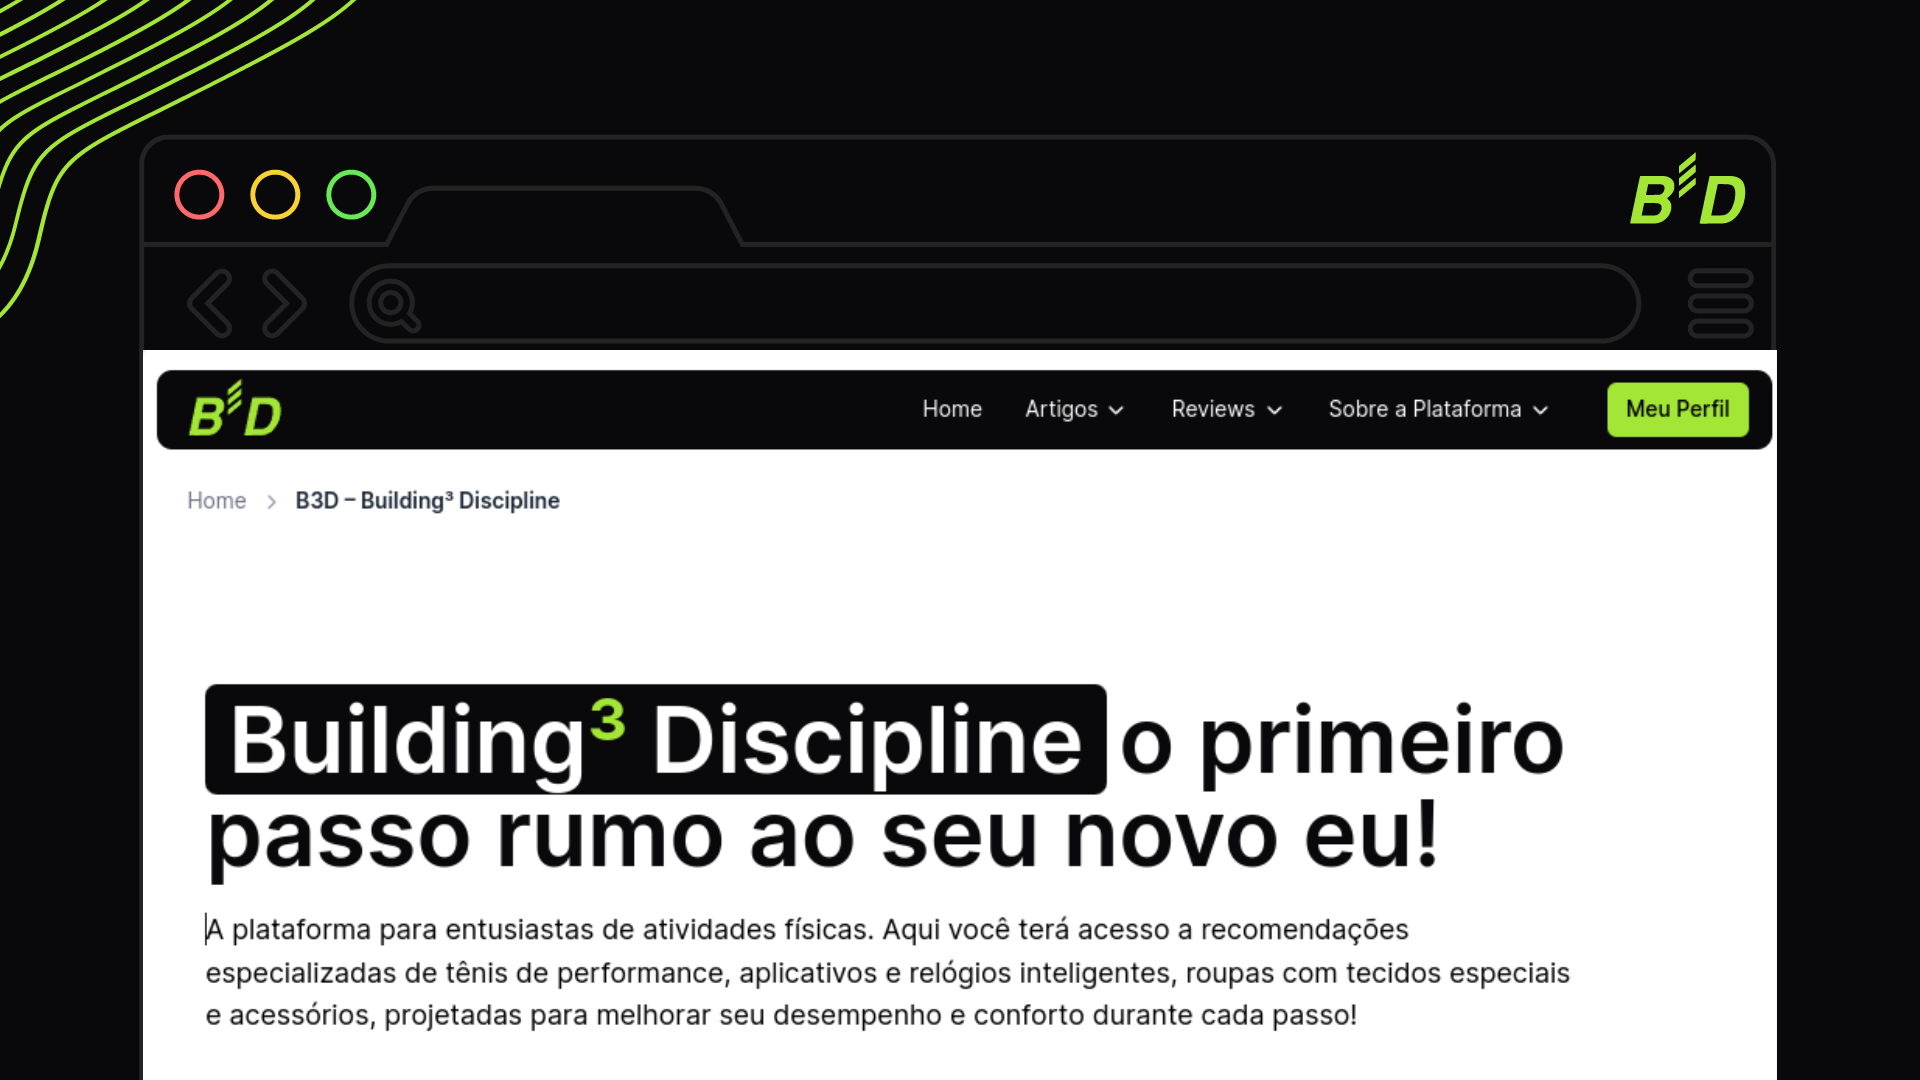 B D
B D
Home Artigos Reviews Sobre a Plataforma Meu Perfil
Home > B3D – Building³ Discipline
Building³ Discipline o primeiro
passo rumo ao seu novo eu!
A plataforma para entusiastas de atividades físicas. Aqui você terá acesso a recomendações
especializadas de tênis de performance, aplicativos e relógios inteligentes, roupas com tecidos especiais
e acessórios, projetadas para melhorar seu desempenho e conforto durante cada passo!